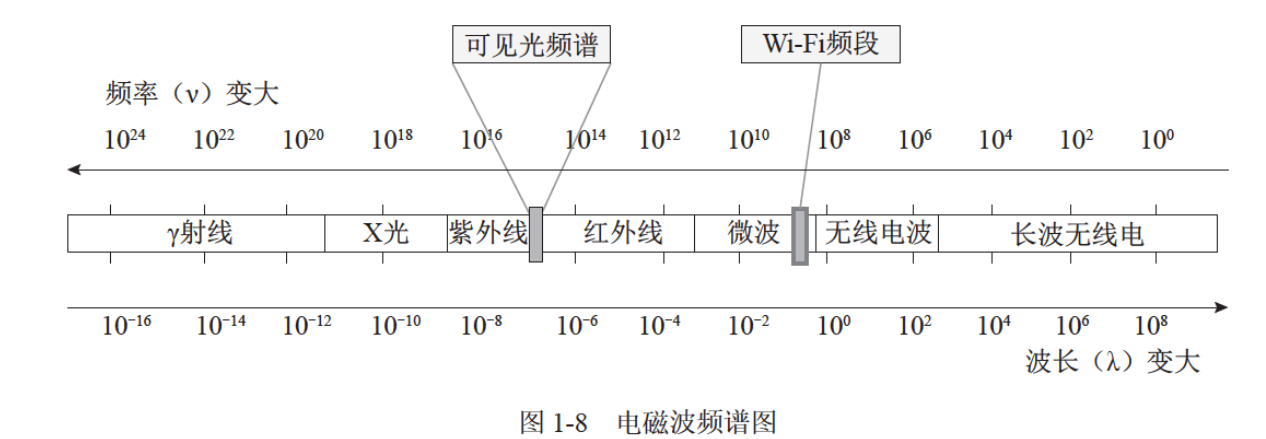 可见光频谱 Wi-Fi频段
频率（ν）变大
10²⁴ 10²² 10²⁰ 10¹⁸ 10¹⁶ 10¹⁴ 10¹² 10¹⁰ 10⁸ 10⁶ 10⁴ 10² 10⁰
γ射线 X光 紫外线 红外线 微波 无线电波 长波无线电
10⁻¹⁶ 10⁻¹⁴ 10⁻¹² 10⁻¹⁰ 10⁻⁸ 10⁻⁶ 10⁻⁴ 10⁻² 10⁰ 10² 10⁴ 10⁶ 10⁸
波长（λ）变大
图 1-8 电磁波频谱图